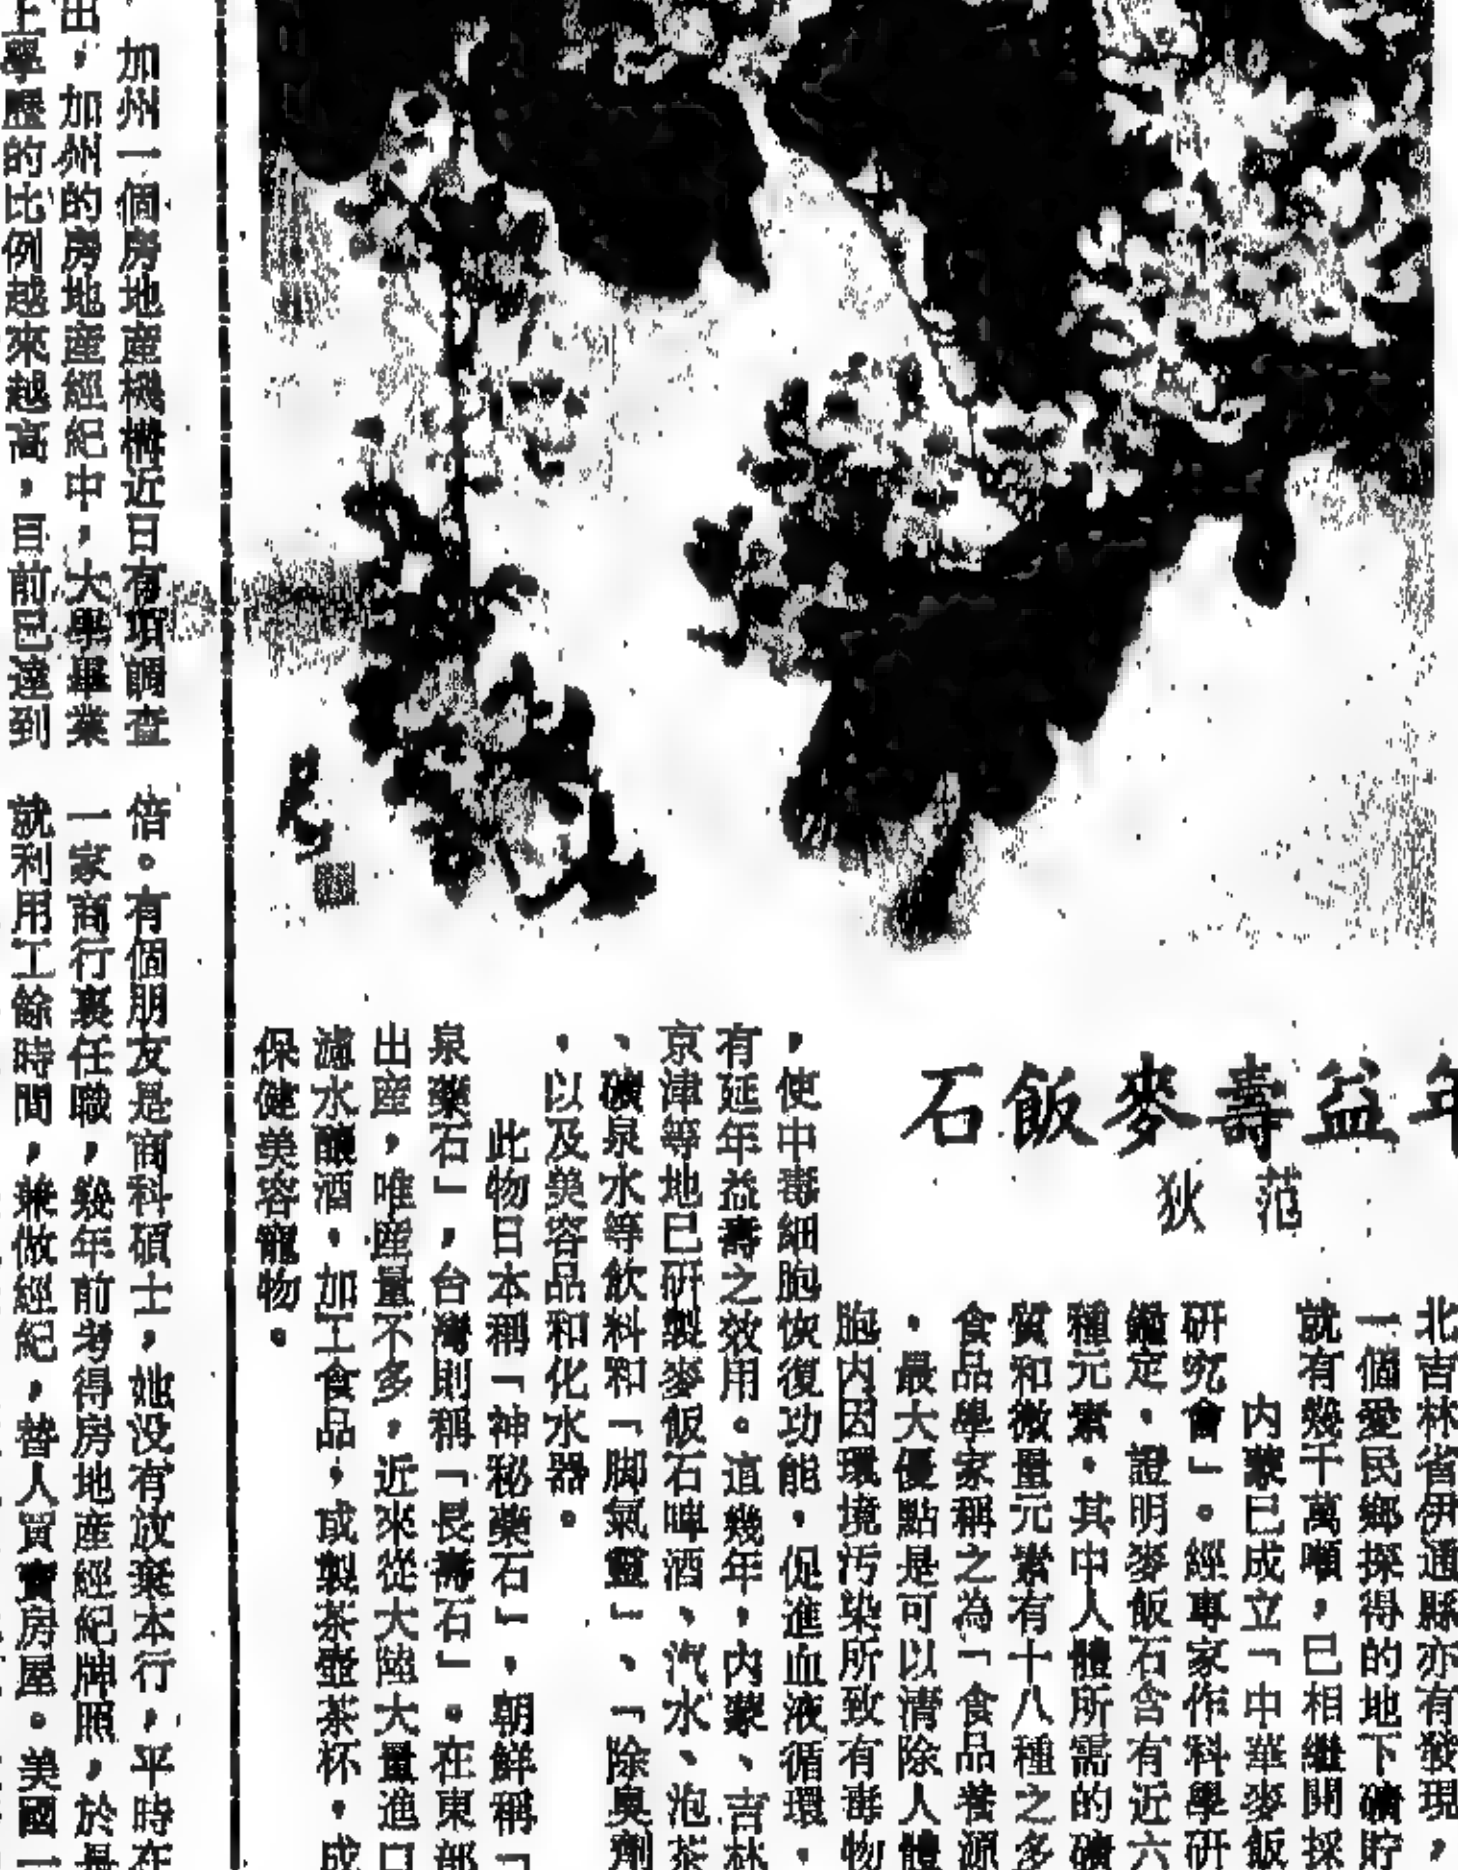 年益壽麥飯石
范狄
北吉林省伊通縣亦有發現，
一個愛民鄉探得的地下礦貯
就有幾千萬噸，已相繼開採
内蒙已成立「中華麥飯
研究會」。經專家作科學研
鑑定，證明麥飯石含有近六
種元素，其中人體所需的礦
質和微量元素有十八種之多
食品學家稱之為「食品養源
，最大優點是可以清除人體
胞内因環境污染所致有毒物
，使中毒細胞恢復功能，促進血液循環，
有延年益壽之效用。這幾年，内蒙、吉林
京津等地已研製麥飯石啤酒、汽水、泡茶
、礦泉水等飲料和「脚氣靈」、「除臭劑
，以及美容品和化水器。
此物日本稱「神秘藥石」，朝鮮稱「
泉藥石」，台灣則稱「長壽石」。在東部
出産，唯産量不多，近來從大陸大量進口
濾水釀酒，加工食品，或製茶壺茶杯，成
保健美容寵物。
加州一個房地産機構近日有項調查
出，加州的房地産經紀中，大學畢業
上學歷的比例越來越高，目前已達到
倍。有個朋友是商科碩士，她没有放棄本行，平時在
一家商行裏任職，幾年前考得房地産經紀牌照，於是
就利用工餘時間，兼做經紀，替人買賣房屋。美國一